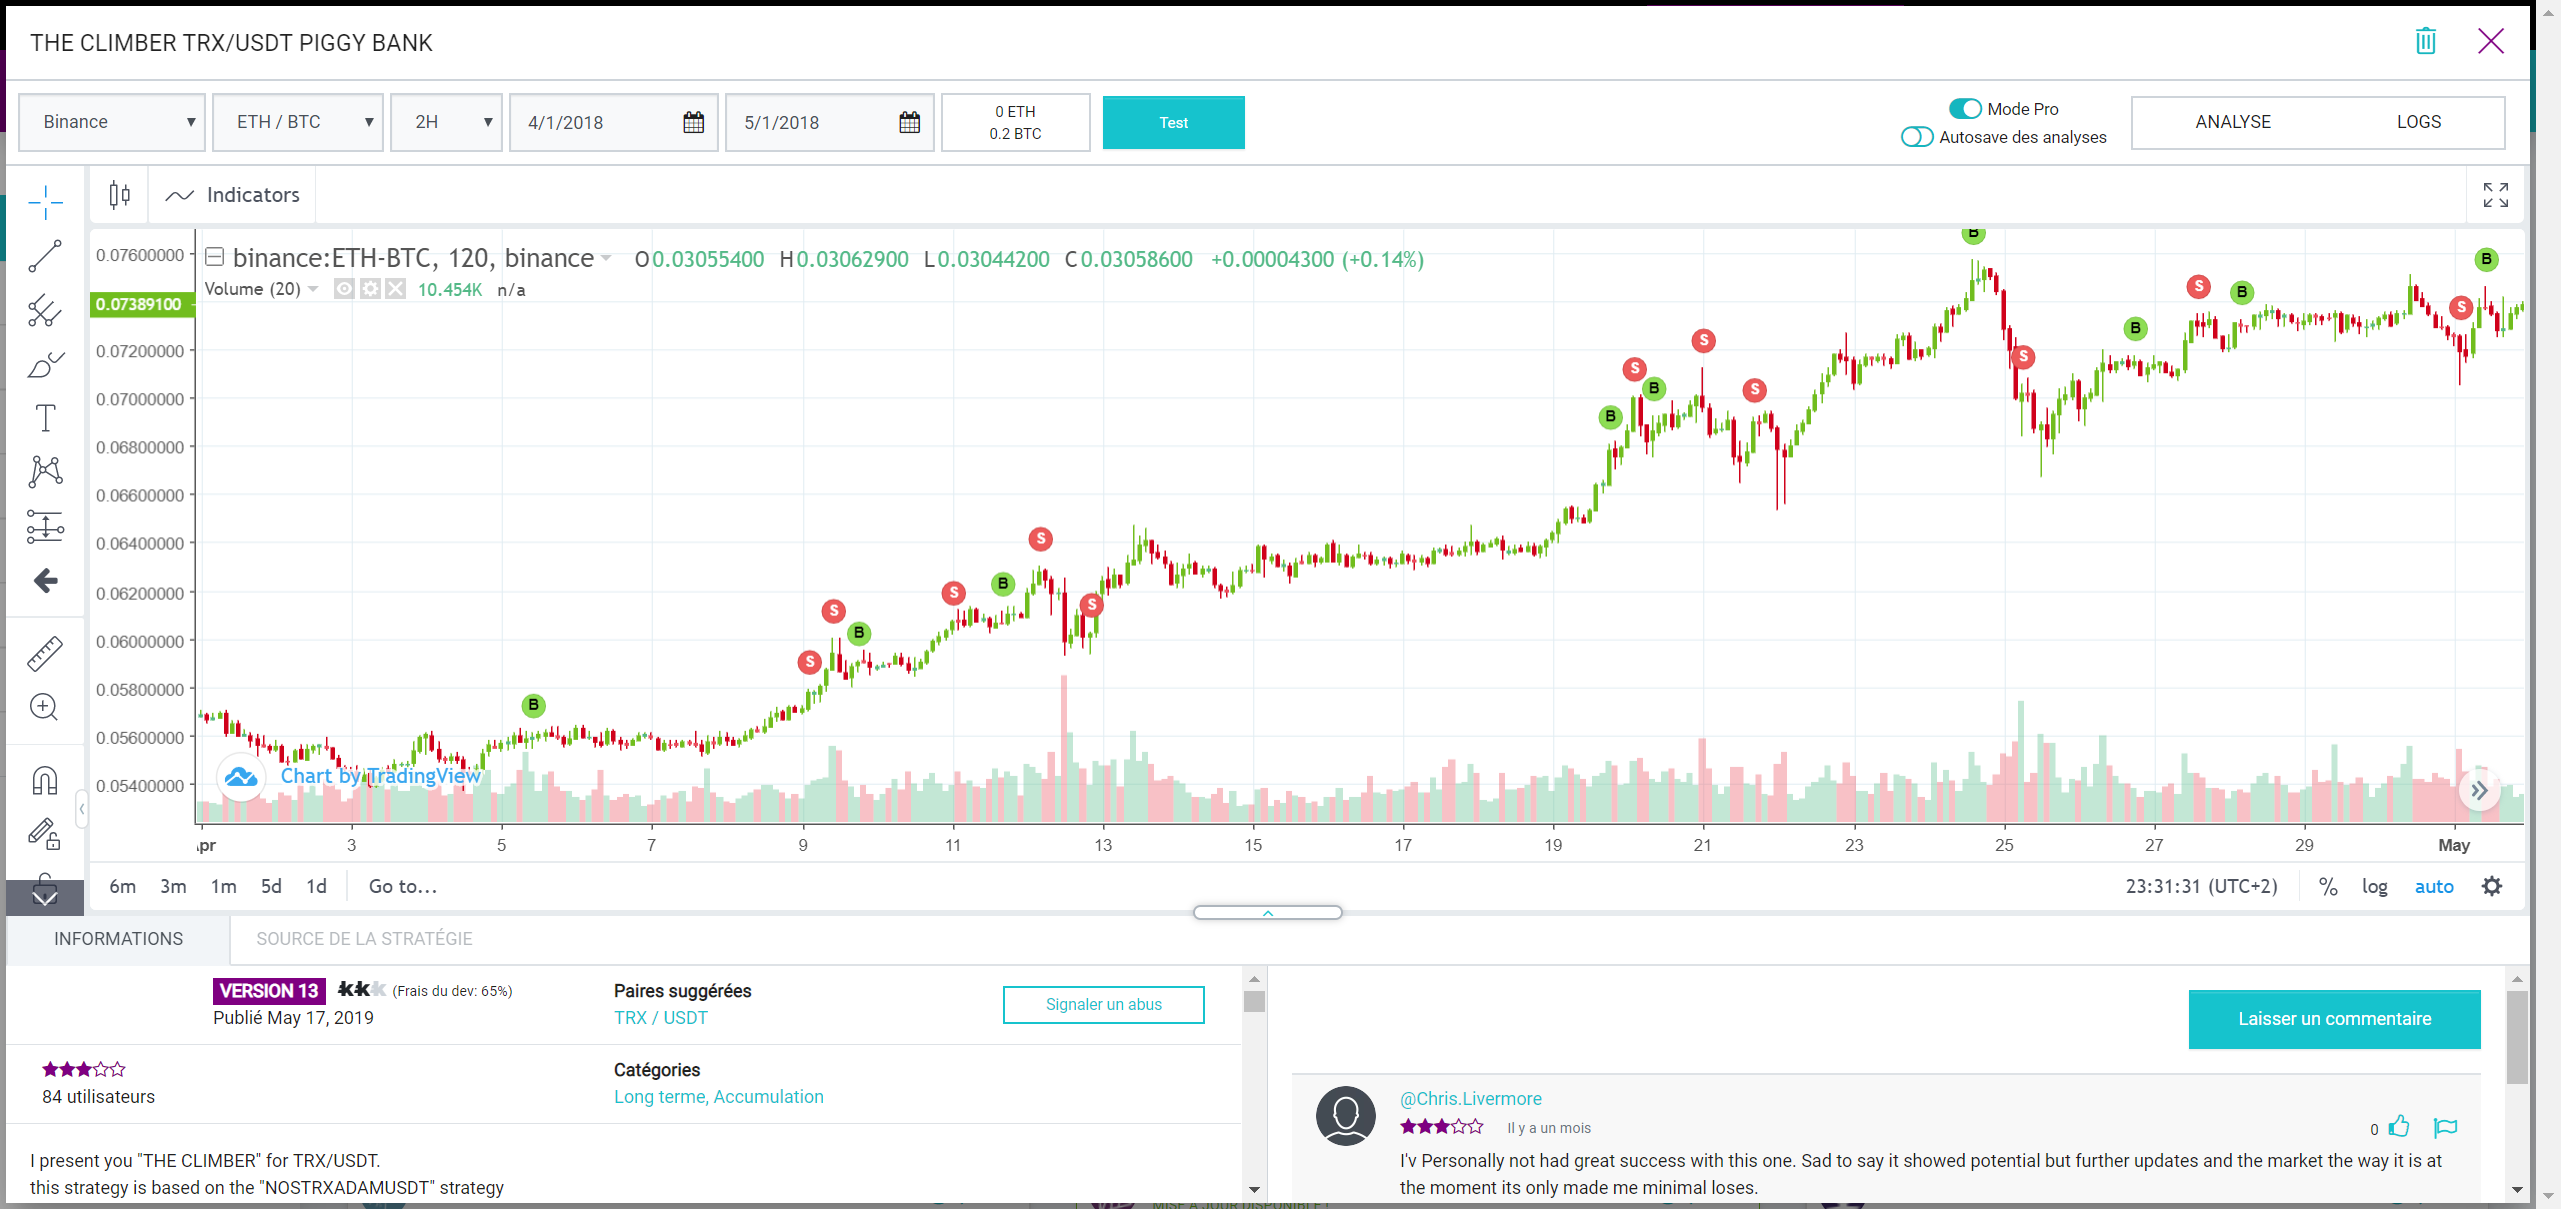 THE CLIMBER TRX/USDT PIGGY BANK
Binance ETH / BTC 2H 4/1/2018 5/1/2018 0 ETH 0.2 BTC Test
Mode Pro
Autosave des analyses
ANALYSE LOGS
Indicators
binance:ETH-BTC, 120, binance O0.03055400 H0.03062900 L0.03044200 C0.03058600 +0.00004300 (+0.14%)
Volume (20) 10.454K n/a
0.07600000
0.07389100
0.07200000
0.07000000
0.06800000
0.06600000
0.06400000
0.06200000
0.06000000
0.05800000
0.05600000
0.05400000
B
S
S
B
S
B
S
S
B
S
B
S
S
B
S
B
S
B
S
B
Chart by TradingView
pr 3 5 7 9 11 13 15 17 19 21 23 25 27 29 May
6m 3m 1m 5d 1d Go to... 23:31:31 (UTC+2) % log auto
INFORMATIONS SOURCE DE LA STRATÉGIE
VERSION 13 (Frais du dev: 65%)
Publié May 17, 2019
Paires suggérées
TRX / USDT
Signaler un abus
84 utilisateurs
Catégories
Long terme, Accumulation
I present you "THE CLIMBER" for TRX/USDT.
this strategy is based on the "NOSTRXADAMUSDT" strategy
Laisser un commentaire
@Chris.Livermore
Il y a un mois
0
I'v Personally not had great success with this one. Sad to say it showed potential but further updates and the market the way it is at
the moment its only made me minimal loses.